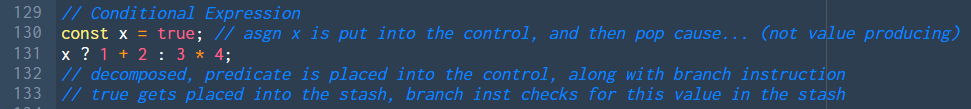 129 // Conditional Expression
130 const x = true; // asgn x is put into the control, and then pop cause... (not value producing)
131 x ? 1 + 2 : 3 * 4;
132 // decomposed, predicate is placed into the control, along with branch instruction
133 // true gets placed into the stash, branch inst checks for this value in the stash